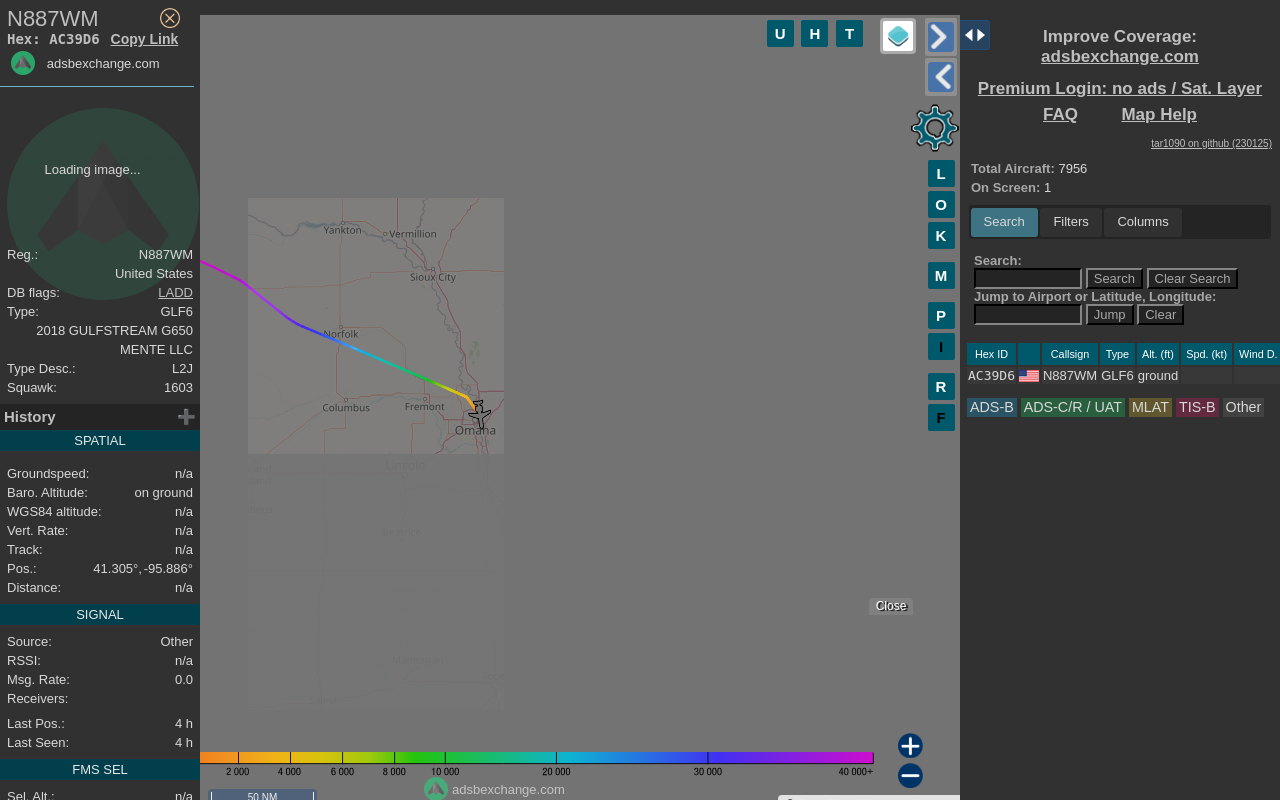 N887WM
Hex: AC39D6 Copy Link
adsbexchange.com
Loading image...
Reg.: N887WM
United States
DB flags: LADD
Type: GLF6
2018 GULFSTREAM G650
MENTE LLC
Type Desc.: L2J
Squawk: 1603
History
SPATIAL
Groundspeed: n/a
Baro. Altitude: on ground
WGS84 altitude: n/a
Vert. Rate: n/a
Track: n/a
Pos.: 41.305°, -95.886°
Distance: n/a
SIGNAL
Source: Other
RSSI: n/a
Msg. Rate: 0.0
Receivers:
Last Pos.: 4 h
Last Seen: 4 h
FMS SEL
Sel. Alt.: n/a
U H T
L
O
K
M
P
I
R
F
Yankton
Vermillion
Sioux City
Norfolk
Columbus
Fremont
Omaha
Lincoln
Close
2 000 4 000 6 000 8 000 10 000 20 000 30 000 40 000+
50 NM
adsbexchange.com
Improve Coverage:
adsbexchange.com
Premium Login: no ads / Sat. Layer
FAQ Map Help
tar1090 on github (230125)
Total Aircraft: 7956
On Screen: 1
Search Filters Columns
Search:
Search Clear Search
Jump to Airport or Latitude, Longitude:
Jump Clear
Hex ID Callsign Type Alt. (ft) Spd. (kt) Wind D.
AC39D6 N887WM GLF6 ground
ADS-B ADS-C/R / UAT MLAT TIS-B Other